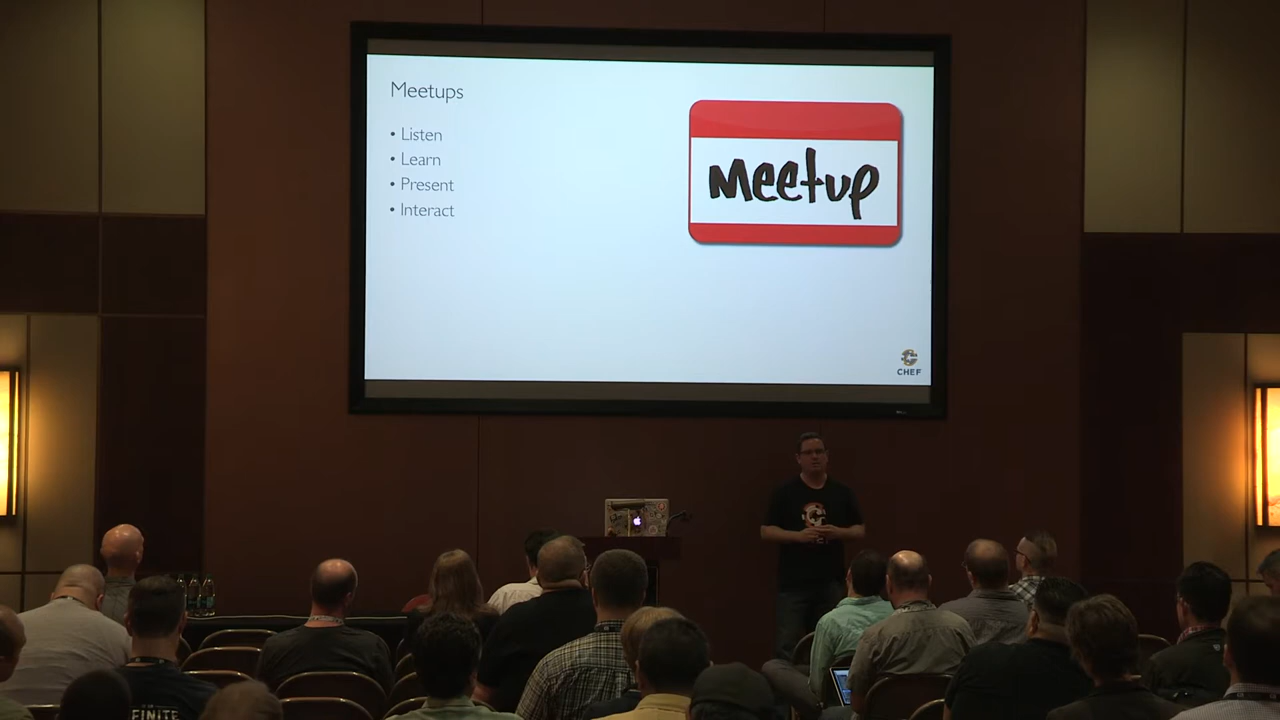 Meetups
• Listen
• Learn
• Present
• Interact
meetup
CHEF
FINITE